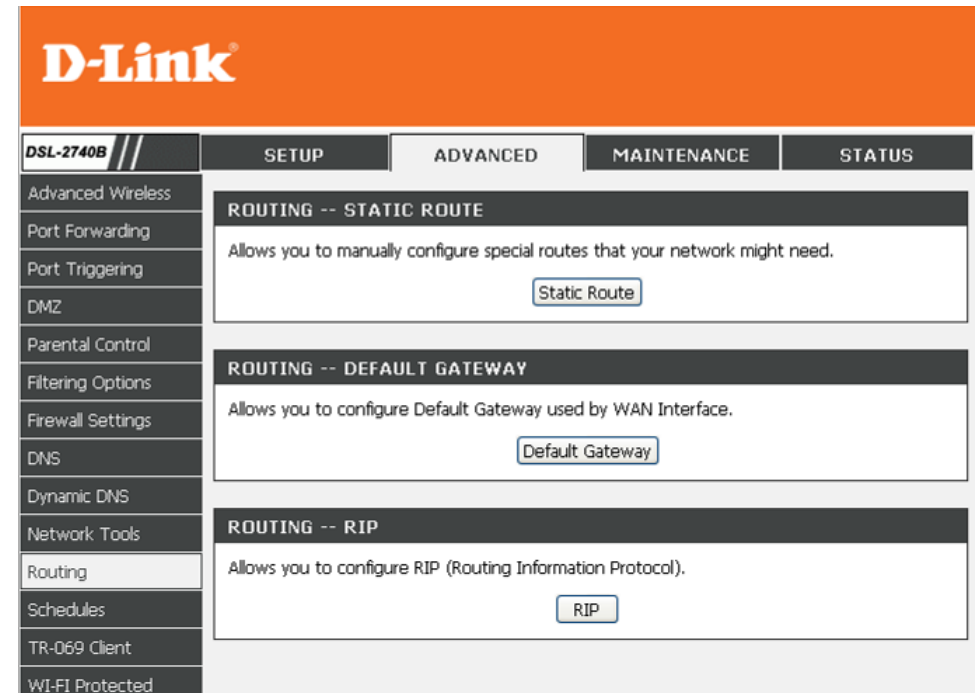 D-Link®
DSL-2740B
SETUP
ADVANCED
MAINTENANCE
STATUS
Advanced Wireless
Port Forwarding
Port Triggering
DMZ
Parental Control
Filtering Options
Firewall Settings
DNS
Dynamic DNS
Network Tools
Routing
Schedules
TR-069 Client
WI-FI Protected
ROUTING -- STATIC ROUTE
Allows you to manually configure special routes that your network might need.
Static Route
ROUTING -- DEFAULT GATEWAY
Allows you to configure Default Gateway used by WAN Interface.
Default Gateway
ROUTING -- RIP
Allows you to configure RIP (Routing Information Protocol).
RIP